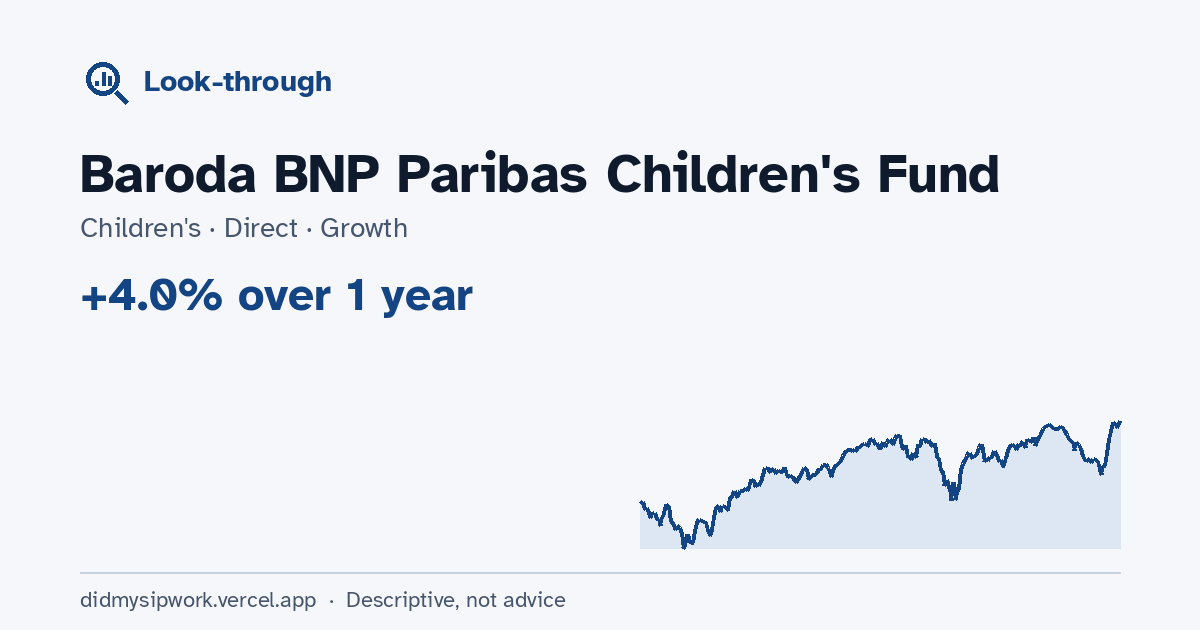 Look-through
Baroda BNP Paribas Children's Fund
Children's · Direct · Growth
+4.0% over 1 year
didmysipwork.vercel.app · Descriptive, not advice